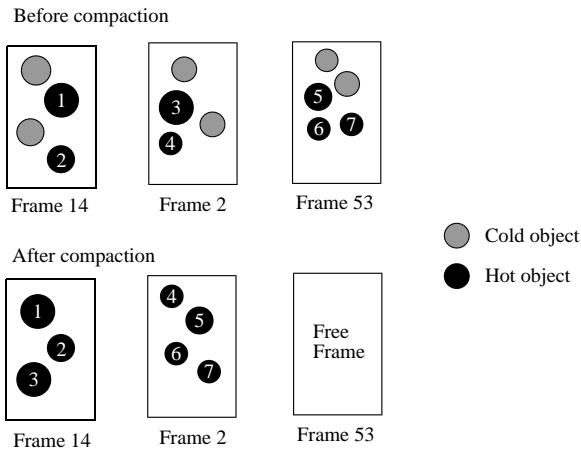 Before compaction
1
2
3
4
5
6
7
Frame 14
Frame 2
Frame 53
Cold object
Hot object
After compaction
1
2
3
4
5
6
7
Free
Frame
Frame 14
Frame 2
Frame 53